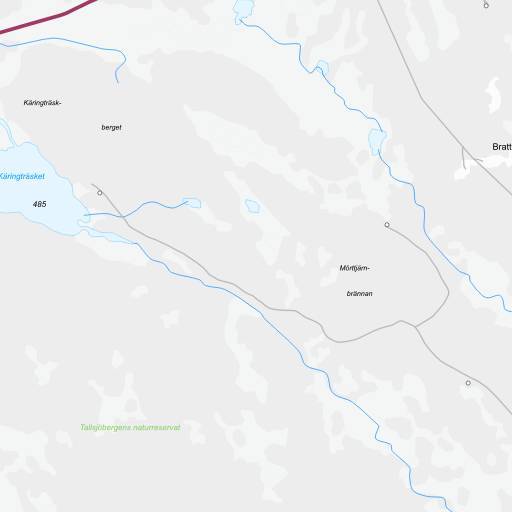 Käringträsk-
berget
Bratt
Käringträsket
485
Mörttjärn-
brännan
Tallsjöbergens naturreservat